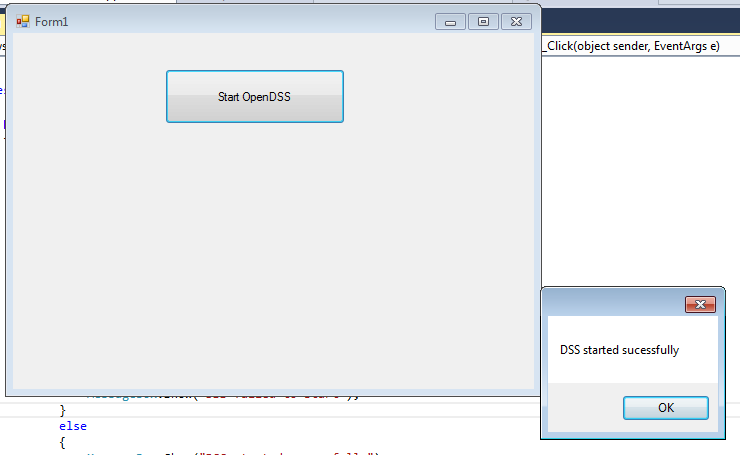 Form1
_Click(object sender, EventArgs e)
Start OpenDSS
DSS started sucessfully
OK
}
else
{